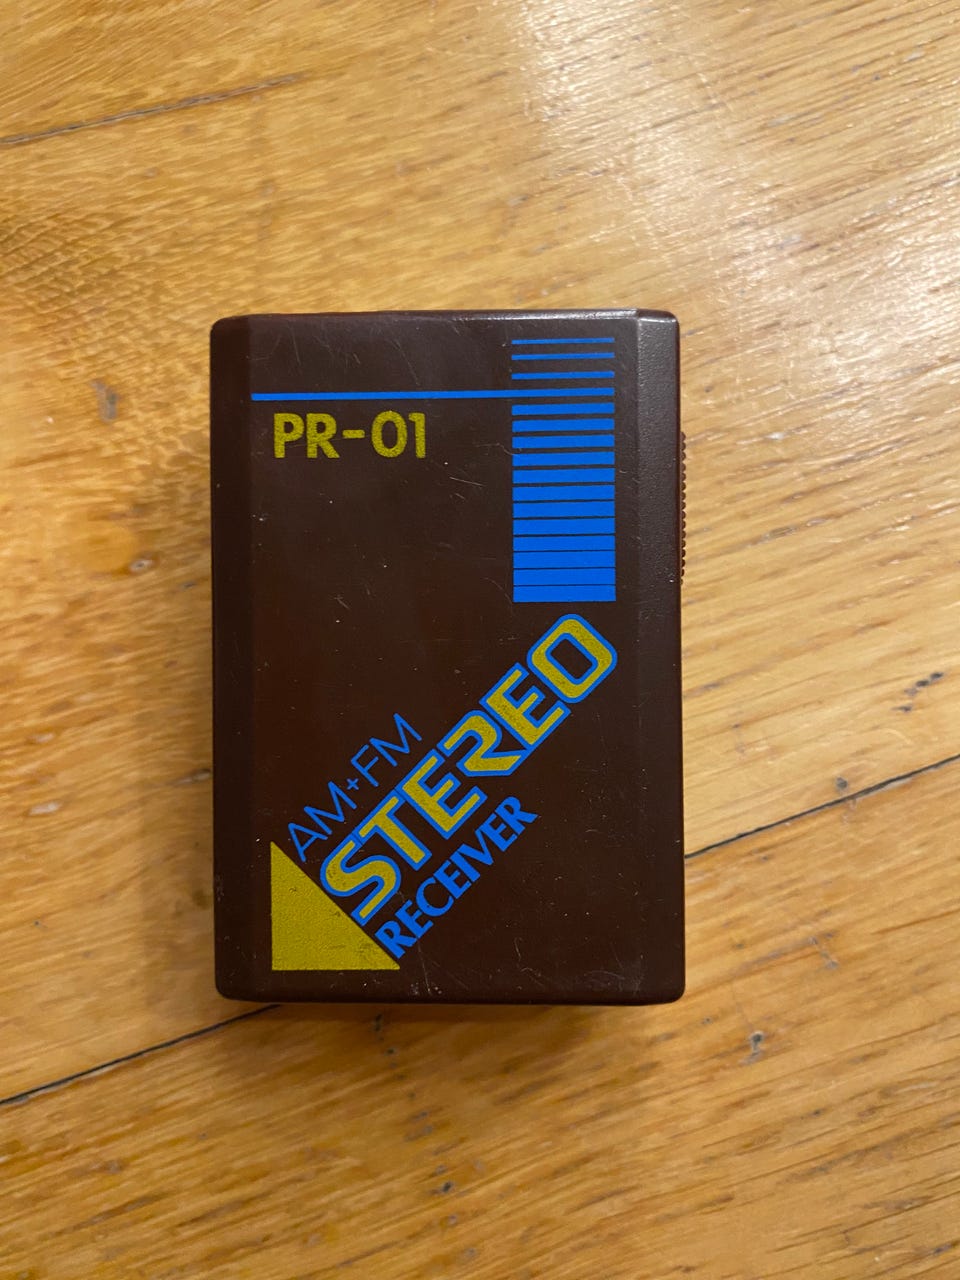 PR-01
AM+FM
STEREO
RECEIVER